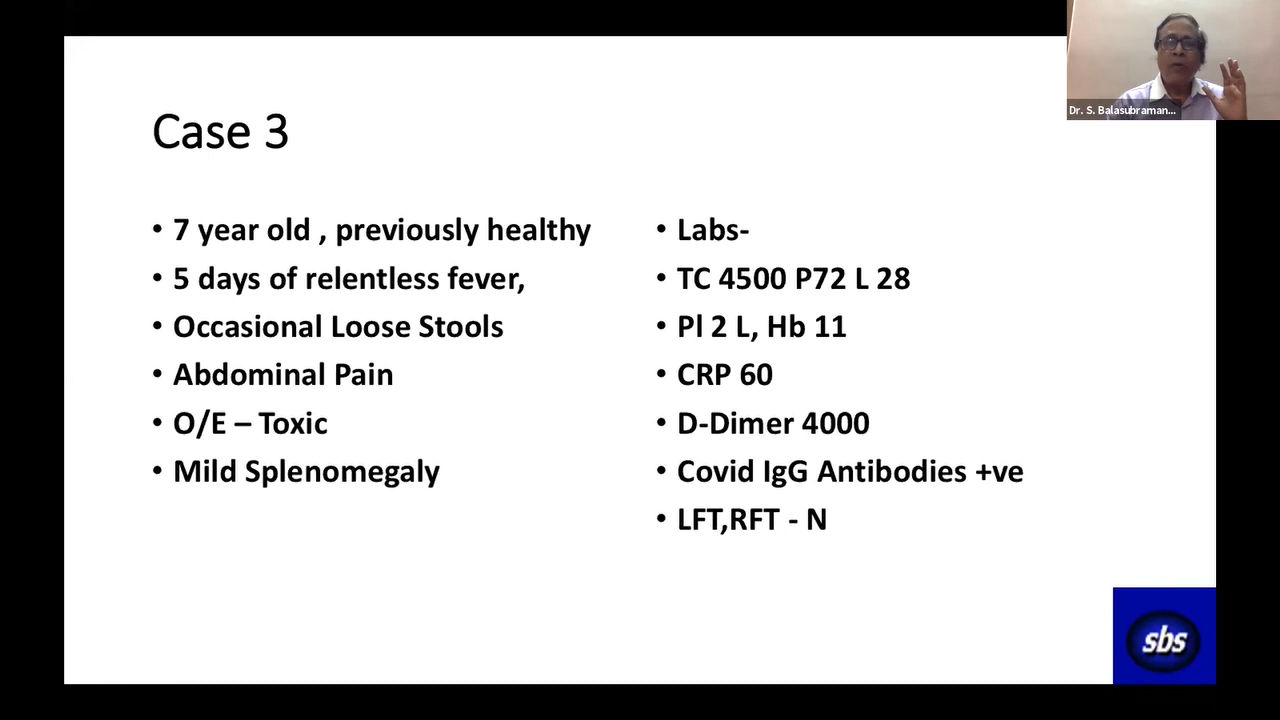 Dr. S. Balasubraman...
Case 3
• 7 year old , previously healthy
• 5 days of relentless fever,
• Occasional Loose Stools
• Abdominal Pain
• O/E – Toxic
• Mild Splenomegaly
• Labs-
• TC 4500 P72 L 28
• Pl 2 L, Hb 11
• CRP 60
• D-Dimer 4000
• Covid IgG Antibodies +ve
• LFT,RFT - N
sbs